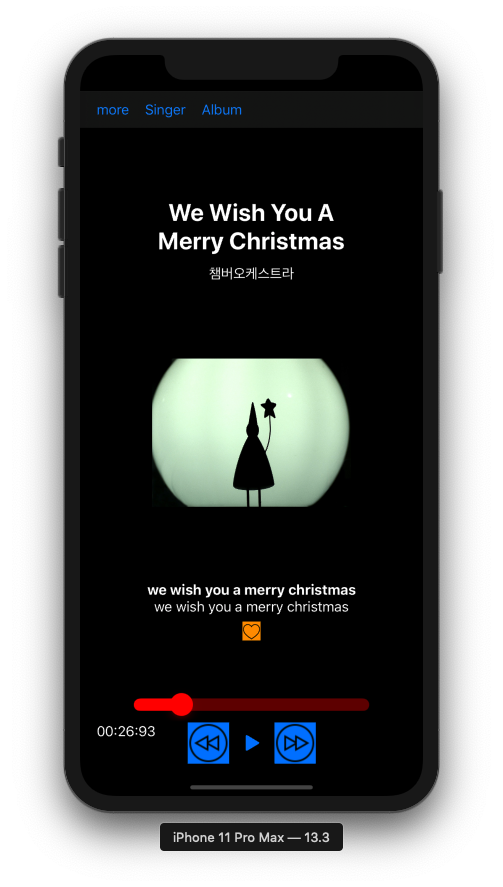 more Singer Album
We Wish You A
Merry Christmas
챔버오케스트라
we wish you a merry christmas
we wish you a merry christmas
00:26:93
iPhone 11 Pro Max — 13.3